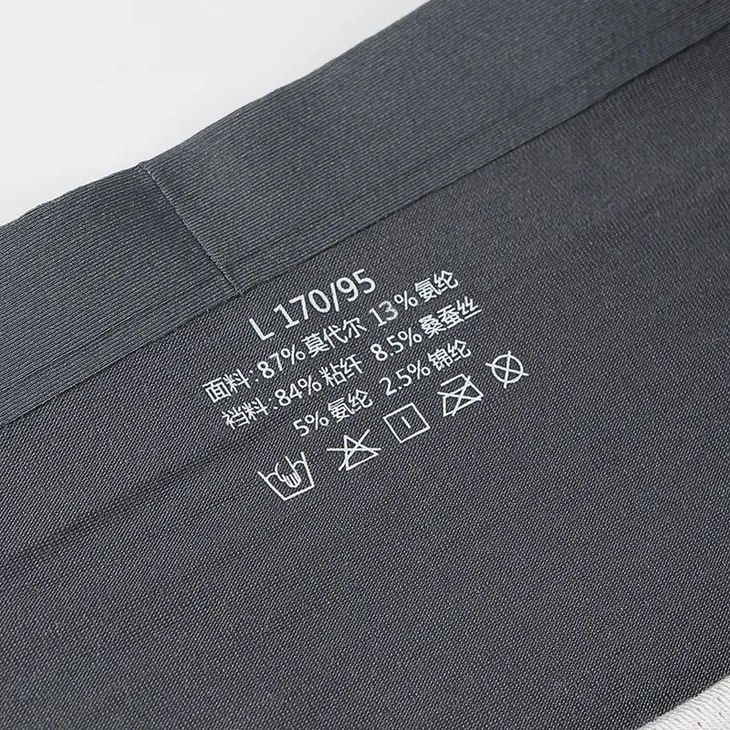 L 170/95
面料:87%莫代尔 13%氨纶
裆料:84%粘纤 8.5%桑蚕丝
5%氨纶 2.5%锦纶